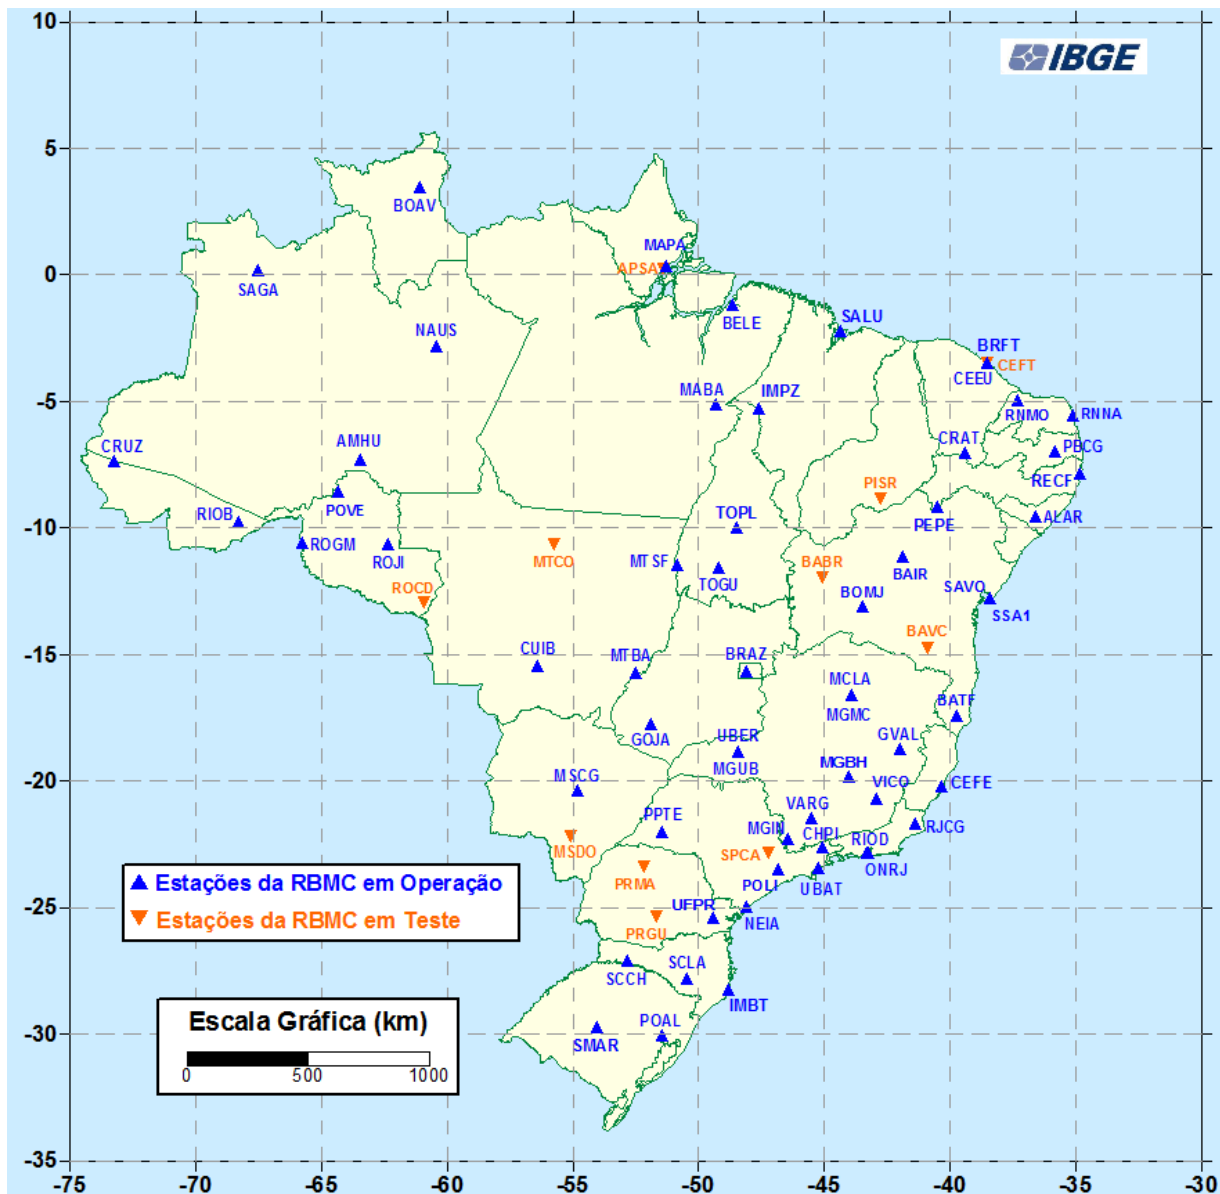 10
IBGE
5
BOAV
MAPA
0
APSA
SAGA
BELE
SALU
NAUS
BRFT
CEFT
CEEU
MABA
IMPZ
-5
RNMO
RNNA
CRUZ
AMHU
CRAT
PBCG
RECF
PISR
RIOB
POVE
TOPL
PEPE
ALAR
-10
ROGM
ROJI
MTCO
MTSF
TOGU
BABR
BAIR
ROCD
BOMJ
SAVO
SSA1
BAVC
CUIB
MTBA
BRAZ
-15
MCLA
MGMC
BATF
GOJA
UBER
GVAL
MGUB
MGBH
MSCG
VICO
CEFE
-20
PPTE
VARG
MGIN
CHPI
RIOD
RJCG
MSDO
SPCA
ONRJ
PRMA
POLI
UBAT
Estações da RBMC em Operação
Estações da RBMC em Teste
UFPR
NEIA
-25
PRGU
SCCH
SCLA
IMBT
Escala Gráfica (km)
0 500 1000
POAL
SMAR
-30
-35
-75 -70 -65 -60 -55 -50 -45 -40 -35 -30